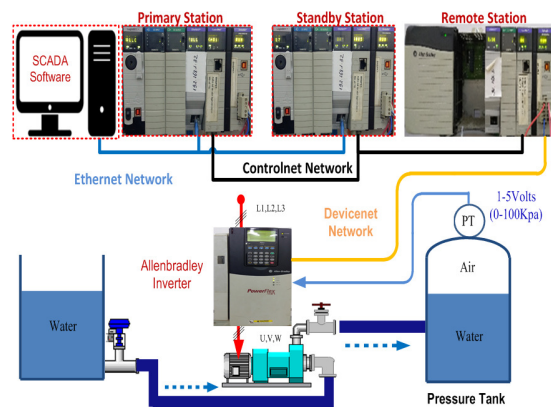 Primary Station
Standby Station
Remote Station
SCADA
Software
Ethernet Network
Controlnet Network
L1,L2,L3
Devicenet
Network
1-5Volts
(0-100Kpa)
PT
Allenbradley
Inverter
PowerFlex
Air
Water
U,V,W
Water
Pressure Tank